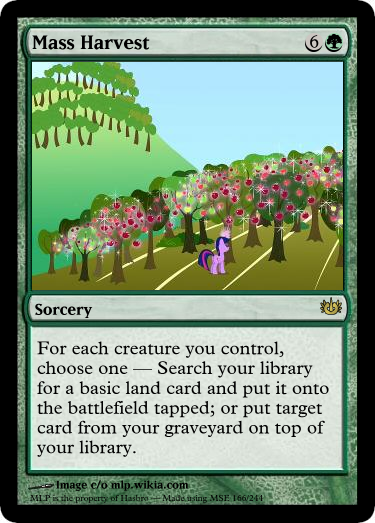 Mass Harvest 6
Sorcery
For each creature you control,
choose one — Search your library
for a basic land card and put it onto
the battlefield tapped; or put target
card from your graveyard on top of
your library.
Image c/o mlp.wikia.com
MLP is the property of Hasbro — Made using MSE 166/244